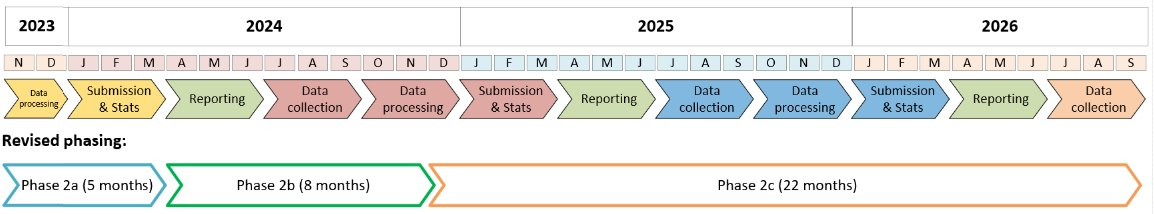 2023 2024 2025 2026
N D J F M A M J J A S O N D J F M A M J J A S O N D J F M A M J J A S
Data
processing
Submission
& Stats
Reporting
Data
collection
Data
processing
Submission
& Stats
Reporting
Data
collection
Data
processing
Submission
& Stats
Reporting
Data
collection
Revised phasing:
Phase 2a (5 months) Phase 2b (8 months) Phase 2c (22 months)